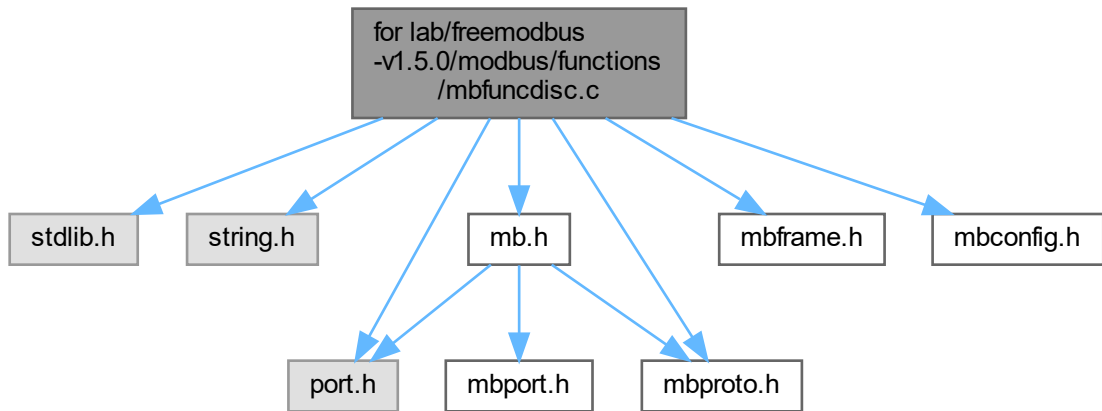 for lab/freemodbus
-v1.5.0/modbus/functions
/mbfuncdisc.c
stdlib.h
string.h
mb.h
mbframe.h
mbconfig.h
port.h
mbport.h
mbproto.h